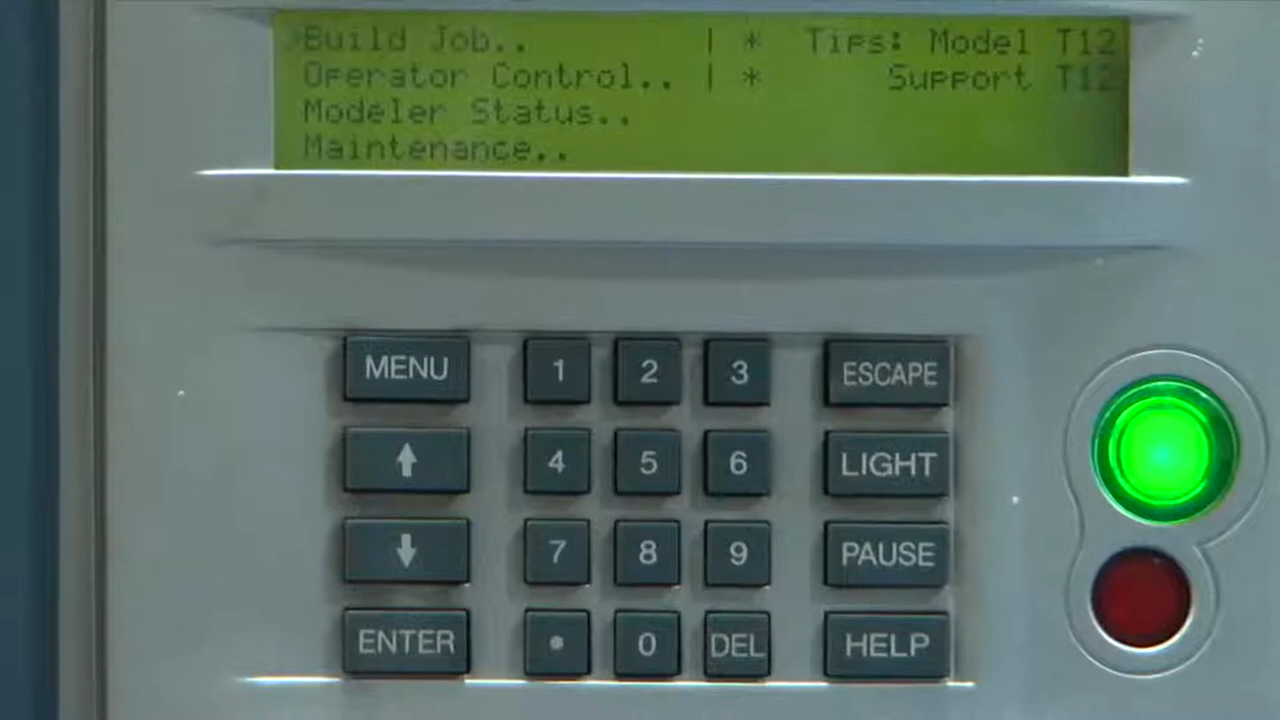 Build Job.. | * Tips: Model T12
Operator Control.. | * Support T12
Modeler Status..
Maintenance..
MENU 1 2 3 ESCAPE
4 5 6 LIGHT
7 8 9 PAUSE
ENTER 0 DEL HELP